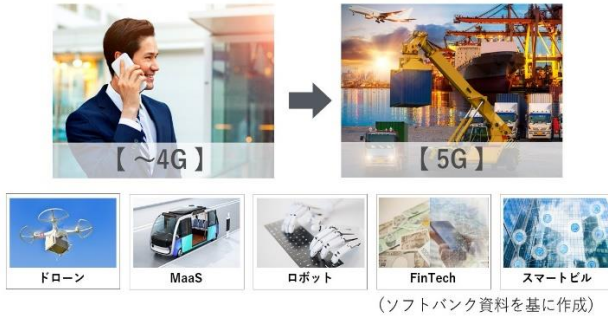 【 ～4G 】
【 5G 】
ドローン
MaaS
ロボット
FinTech
スマートビル
(ソフトバンク資料を基に作成)